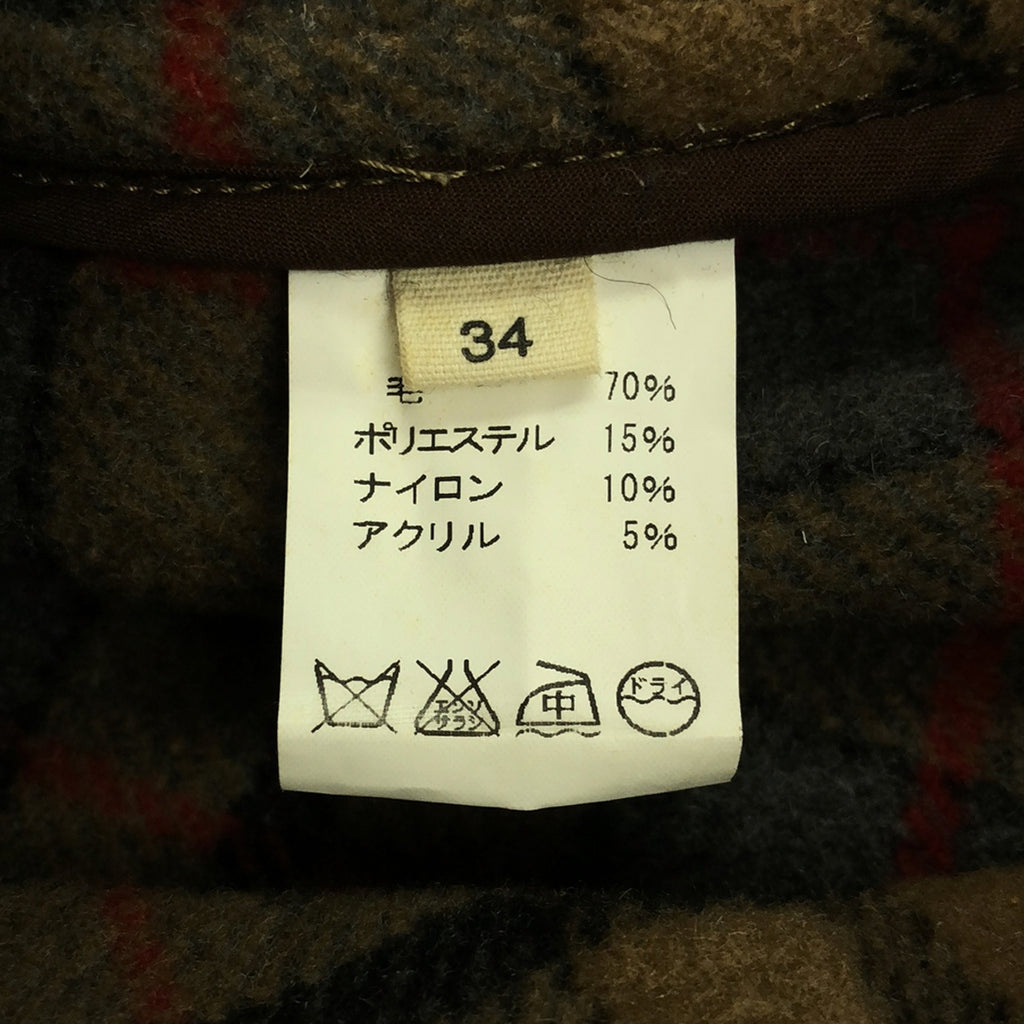 34
毛 70%
ポリエステル 15%
ナイロン 10%
アクリル 5%
エンソサラシ 中 ドライ